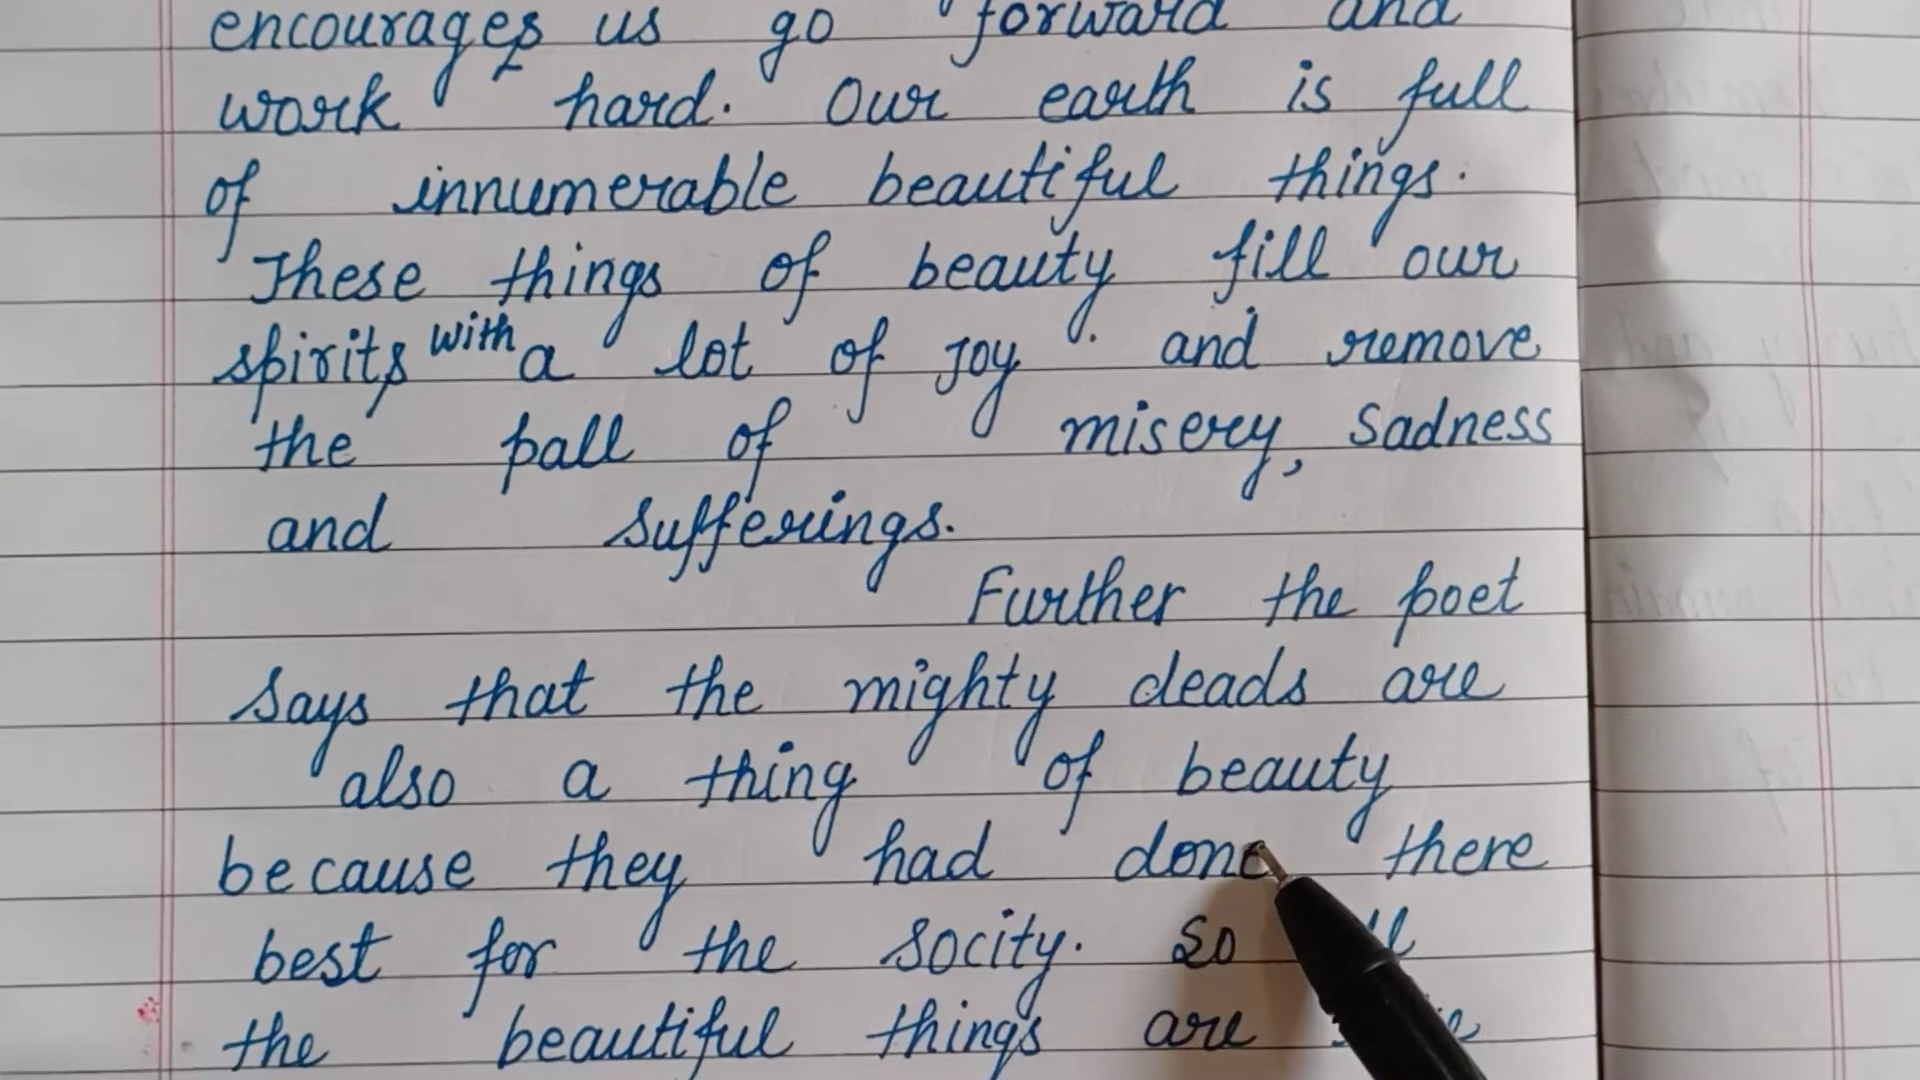 encourages us go forward and
work hard. Our earth is full
of innumerable beautiful things.
These things of beauty fill our
spirits with a lot of joy. and remove
the pall of misery, Sadness
and sufferings.
Further the poet
says that the mighty deads are
also a thing of beauty
because they had done there
best for the socity. So
the beautiful things are